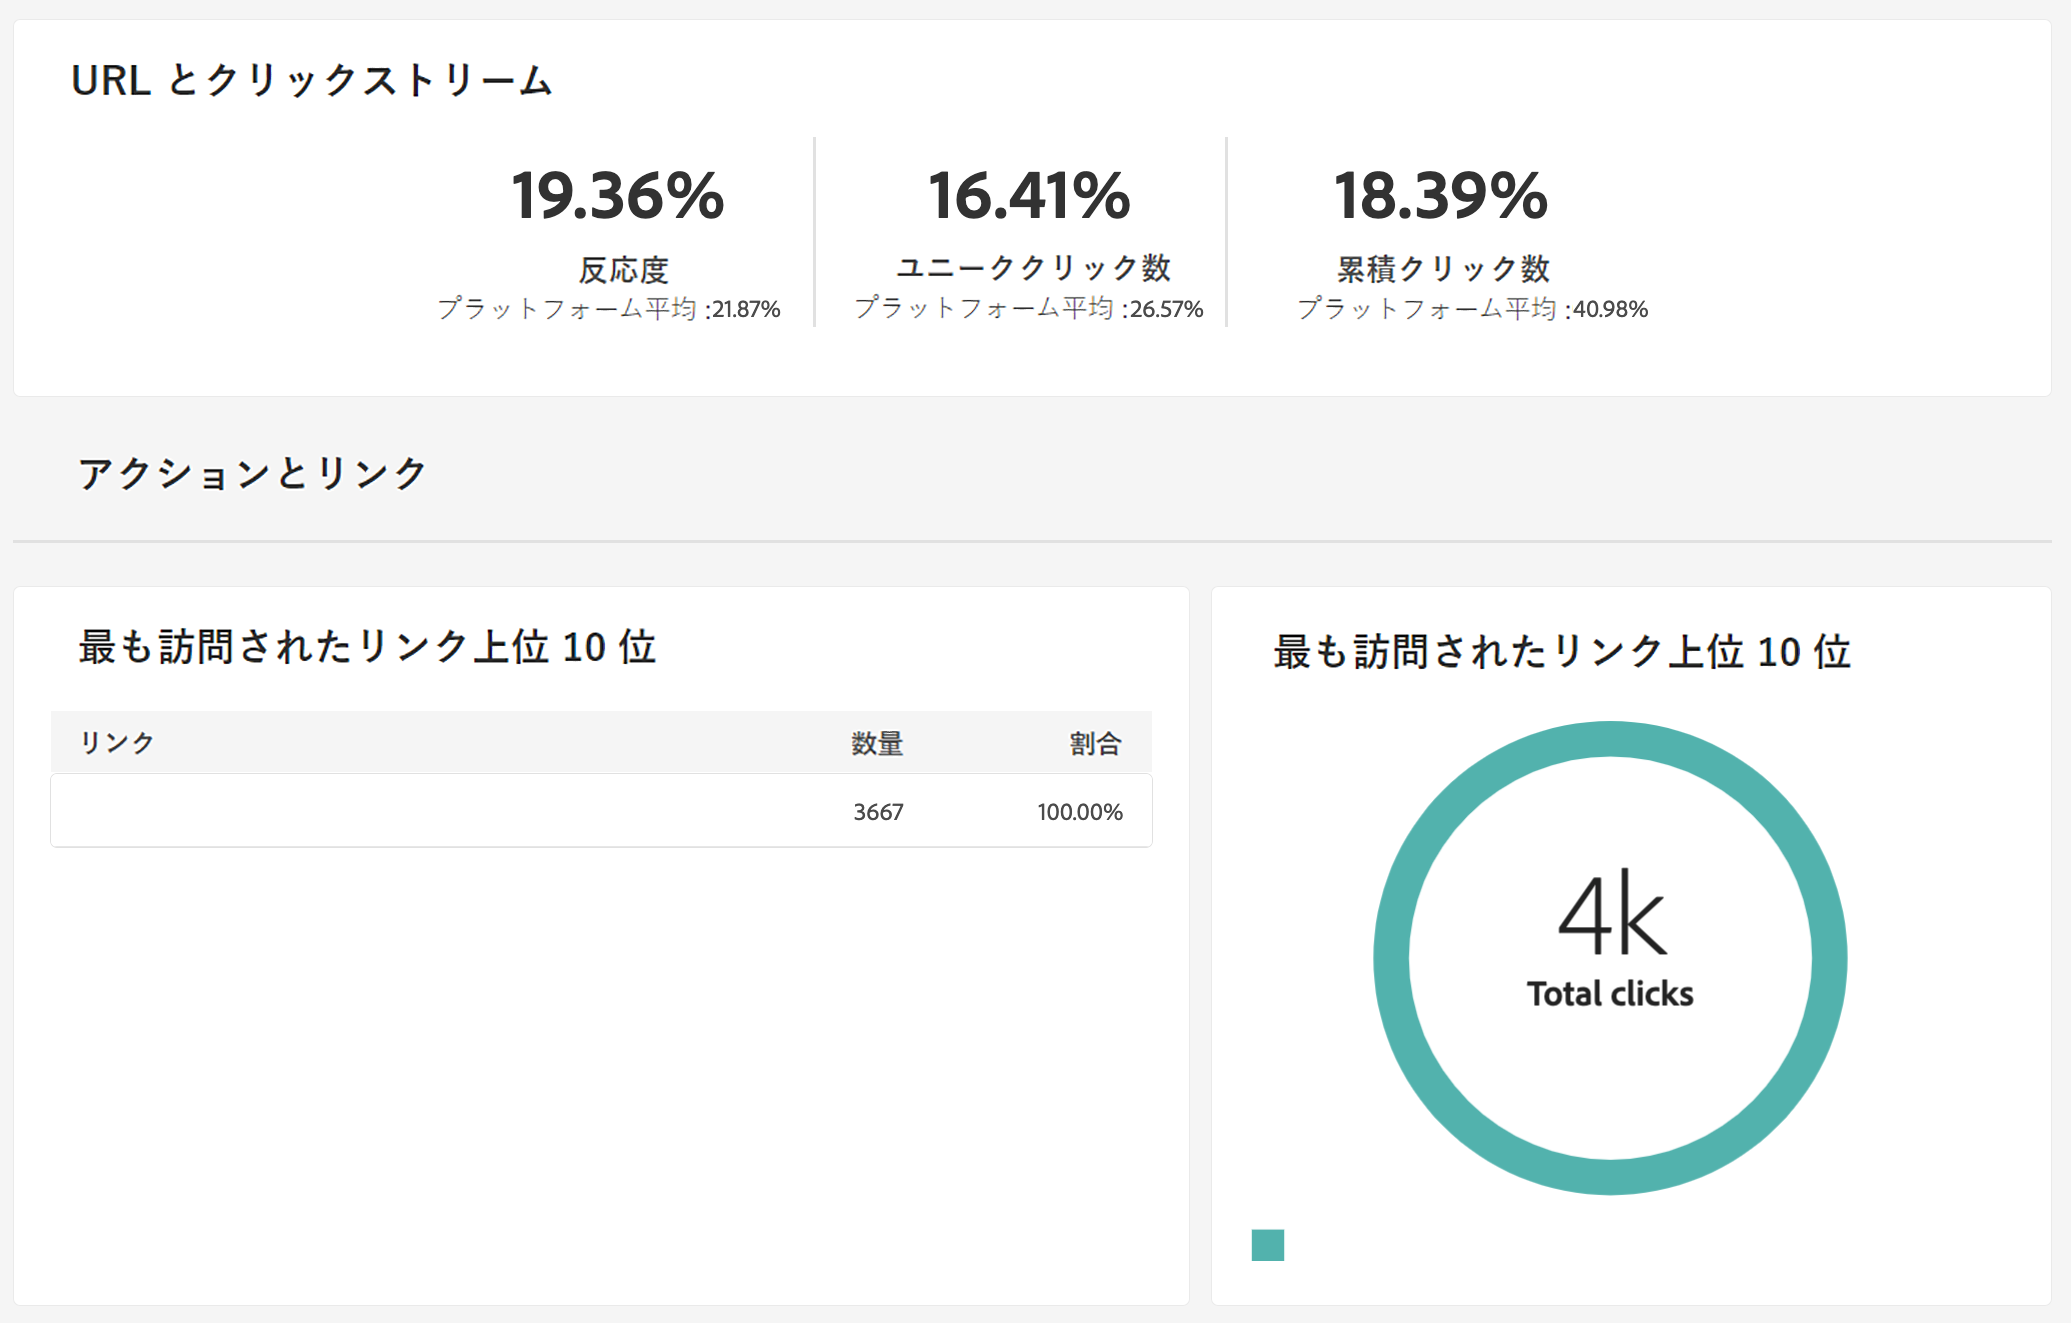 URL とクリックストリーム
19.36%
反応度
プラットフォーム平均 :21.87%
16.41%
ユニーククリック数
プラットフォーム平均 :26.57%
18.39%
累積クリック数
プラットフォーム平均 :40.98%
アクションとリンク
最も訪問されたリンク上位 10 位
リンク 数量 割合
3667 100.00%
最も訪問されたリンク上位 10 位
4k
Total clicks